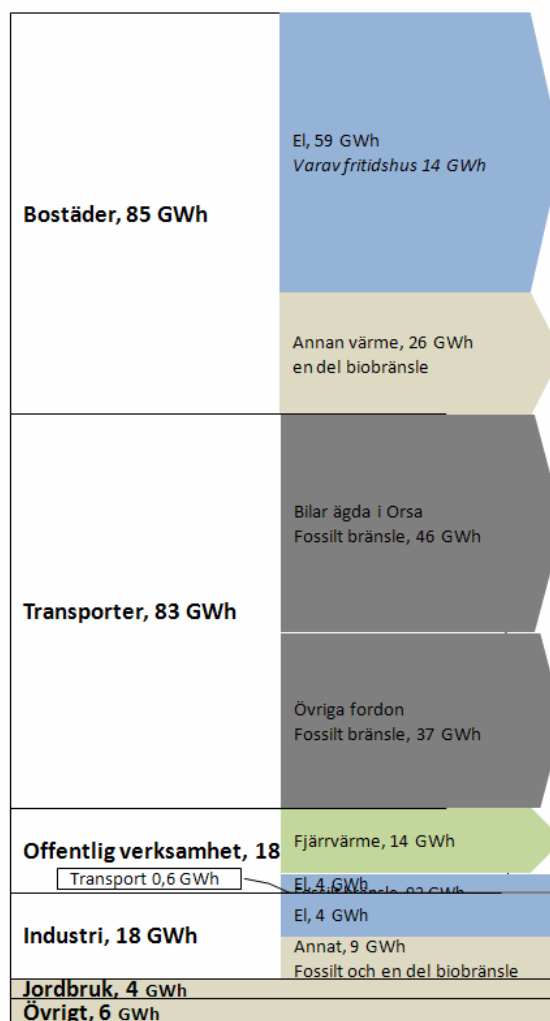 El, 59 GWh
Varav fritidshus 14 GWh
Bostäder, 85 GWh
Annan värme, 26 GWh
en del biobränsle
Bilar ägda i Orsa
Fossilt bränsle, 46 GWh
Transporter, 83 GWh
Övriga fordon
Fossilt bränsle, 37 GWh
Fjärrvärme, 14 GWh
Offentlig verksamhet, 18
Transport 0,6 GWh
El, 4 GWh
El, 4 GWh
Industri, 18 GWh
Annat, 9 GWh
Fossilt och en del biobränsle
Jordbruk, 4 GWh
Övrigt, 6 GWh